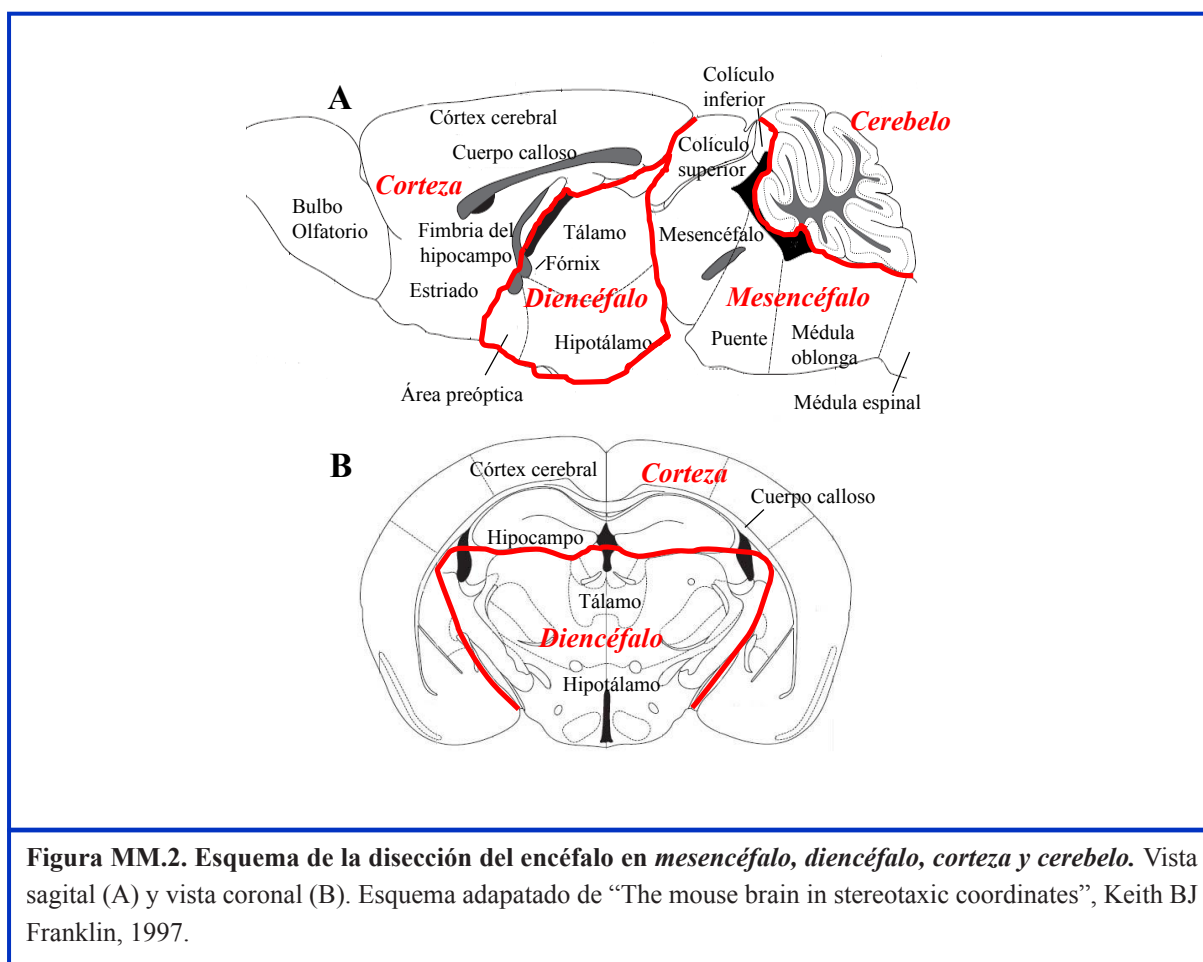 A
Colículo
inferior
Córtex cerebral
Cerebelo
Cuerpo calloso
Colículo
superior
Corteza
Bulbo
Olfatorio
Fimbria del
hipocampo
Tálamo
Mesencéfalo
Fórnix
Estriado
Diencéfalo
Mesencéfalo
Hipotálamo
Puente
Médula
oblonga
Área preóptica
Médula espinal
B
Córtex cerebral
Corteza
Cuerpo calloso
Hipocampo
Tálamo
Diencéfalo
Hipotálamo
Figura MM.2. Esquema de la disección del encéfalo en mesencéfalo, diencéfalo, corteza y cerebelo. Vista
sagital (A) y vista coronal (B). Esquema adapatado de “The mouse brain in stereotaxic coordinates”, Keith BJ
Franklin, 1997.